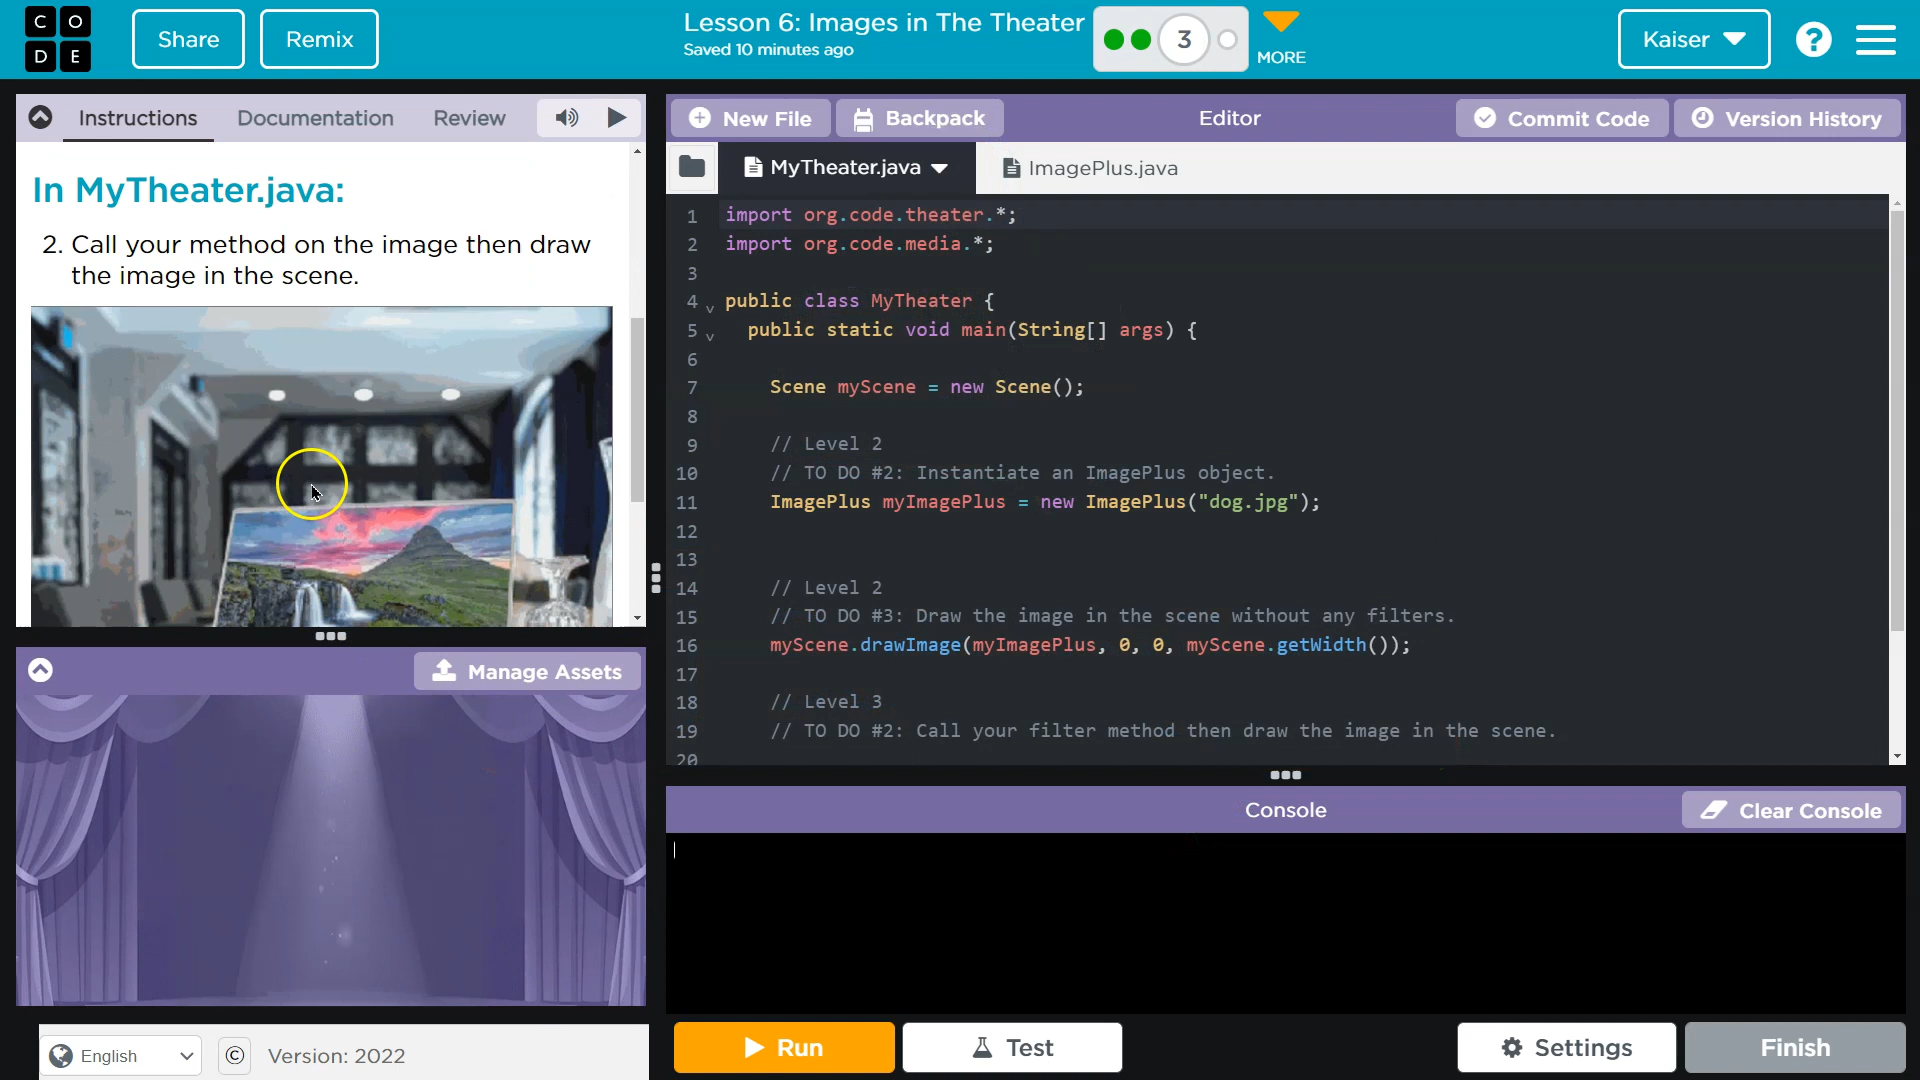 CODE
Share
Remix
Lesson 6: Images in The Theater
Saved 10 minutes ago
3
MORE
Kaiser
?
Instructions
Documentation
Review
In MyTheater.java:
2. Call your method on the image then draw
the image in the scene.
Manage Assets
English
©
Version: 2022
New File
Backpack
Editor
Commit Code
Version History
MyTheater.java
ImagePlus.java
1 import org.code.theater.*;
2 import org.code.media.*;
3
4 public class MyTheater {
5 public static void main(String[] args) {
6
7 Scene myScene = new Scene();
8
9 // Level 2
10 // TO DO #2: Instantiate an ImagePlus object.
11 ImagePlus myImagePlus = new ImagePlus("dog.jpg");
12
13
14 // Level 2
15 // TO DO #3: Draw the image in the scene without any filters.
16 myScene.drawImage(myImagePlus, 0, 0, myScene.getWidth());
17
18 // Level 3
19 // TO DO #2: Call your filter method then draw the image in the scene.
20
Console
Clear Console
Run
Test
Settings
Finish